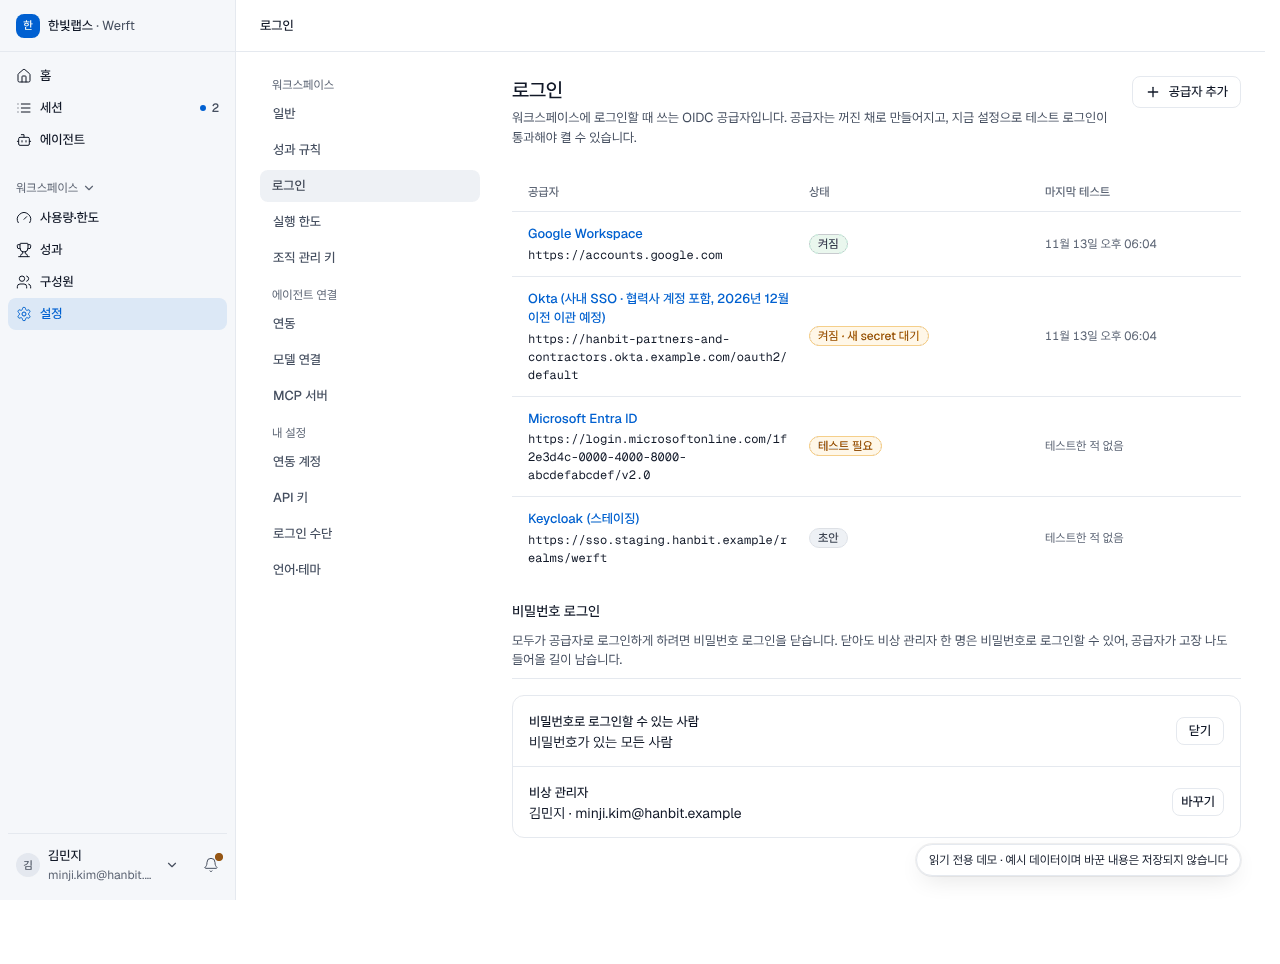 한 한빛랩스 · Werft
로그인
홈
세션 2
에이전트
워크스페이스
사용량·한도
성과
구성원
설정
김 김민지
minji.kim@hanbit....
워크스페이스
일반
성과 규칙
로그인
실행 한도
조직 관리 키
에이전트 연결
연동
모델 연결
MCP 서버
내 설정
연동 계정
API 키
로그인 수단
언어·테마
로그인
공급자 추가
워크스페이스에 로그인할 때 쓰는 OIDC 공급자입니다. 공급자는 꺼진 채로 만들어지고, 지금 설정으로 테스트 로그인이
통과해야 켤 수 있습니다.
공급자 상태 마지막 테스트
Google Workspace
https://accounts.google.com
켜짐
11월 13일 오후 06:04
Okta (사내 SSO · 협력사 계정 포함, 2026년 12월
이전 이관 예정)
https://hanbit-partners-and-
contractors.okta.example.com/oauth2/
default
켜짐 · 새 secret 대기
11월 13일 오후 06:04
Microsoft Entra ID
https://login.microsoftonline.com/1f
2e3d4c-0000-4000-8000-
abcdefabcdef/v2.0
테스트 필요
테스트한 적 없음
Keycloak (스테이징)
https://sso.staging.hanbit.example/r
ealms/werft
초안
테스트한 적 없음
비밀번호 로그인
모두가 공급자로 로그인하게 하려면 비밀번호 로그인을 닫습니다. 닫아도 비상 관리자 한 명은 비밀번호로 로그인할 수 있어, 공급자가 고장 나도
들어올 길이 남습니다.
비밀번호로 로그인할 수 있는 사람
비밀번호가 있는 모든 사람
닫기
비상 관리자
김민지 · minji.kim@hanbit.example
바꾸기
읽기 전용 데모 · 예시 데이터이며 바꾼 내용은 저장되지 않습니다